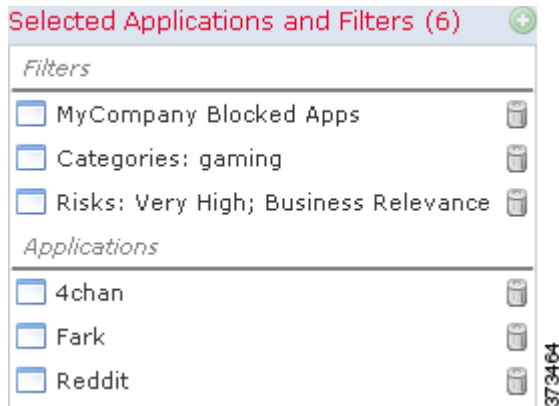 Selected Applications and Filters (6)
Filters
MyCompany Blocked Apps
Categories: gaming
Risks: Very High; Business Relevance
Applications
4chan
Fark
Reddit
373464